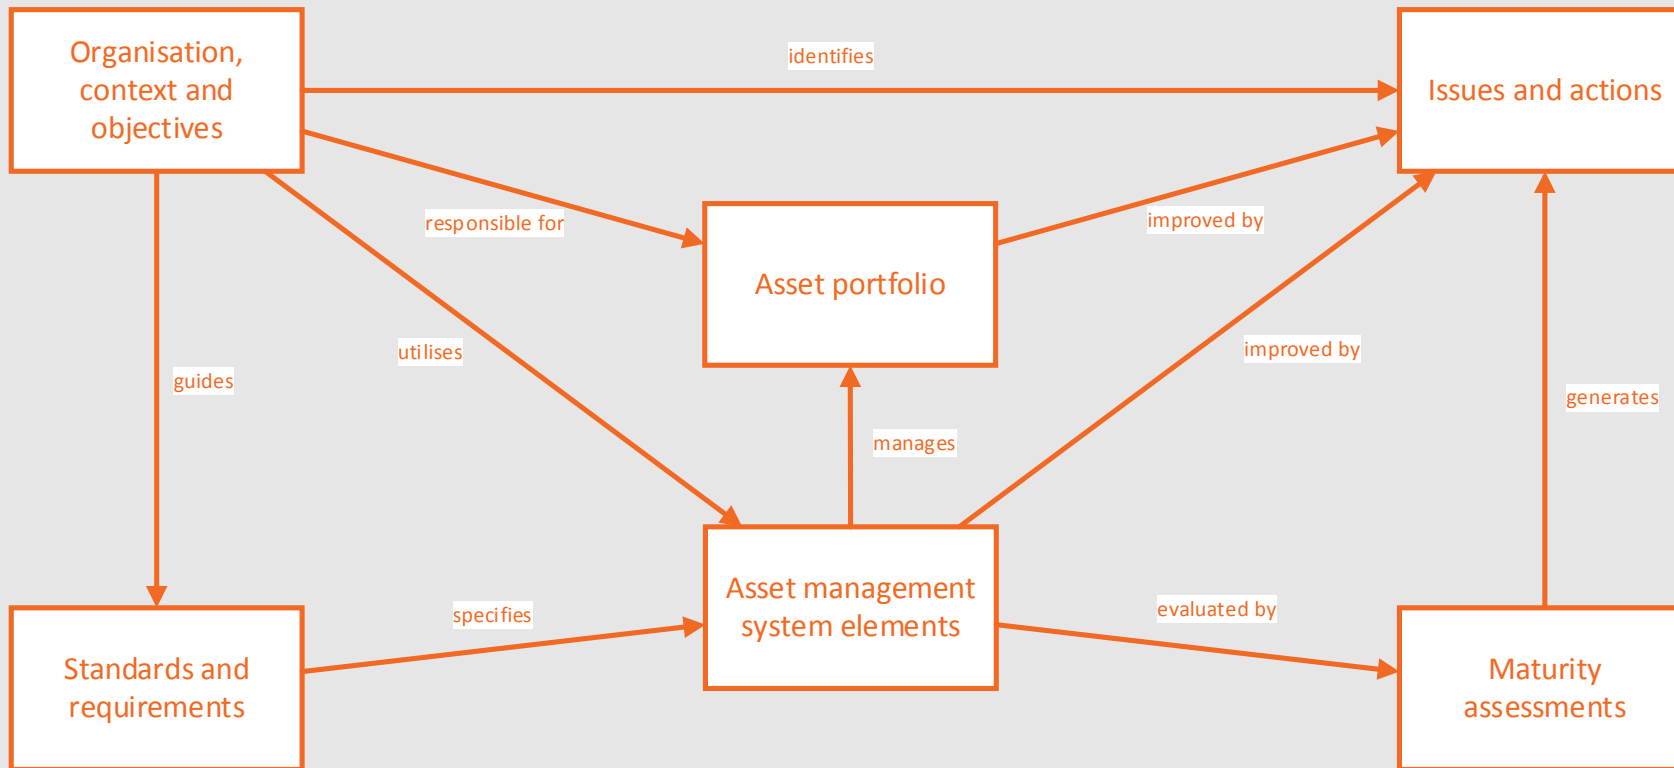 Organisation,
context and
objectives
identifies
Issues and actions
responsible for
improved by
Asset portfolio
utilises
improved by
guides
generates
manages
Asset management
system elements
specifies
evaluated by
Standards and
requirements
Maturity
assessments